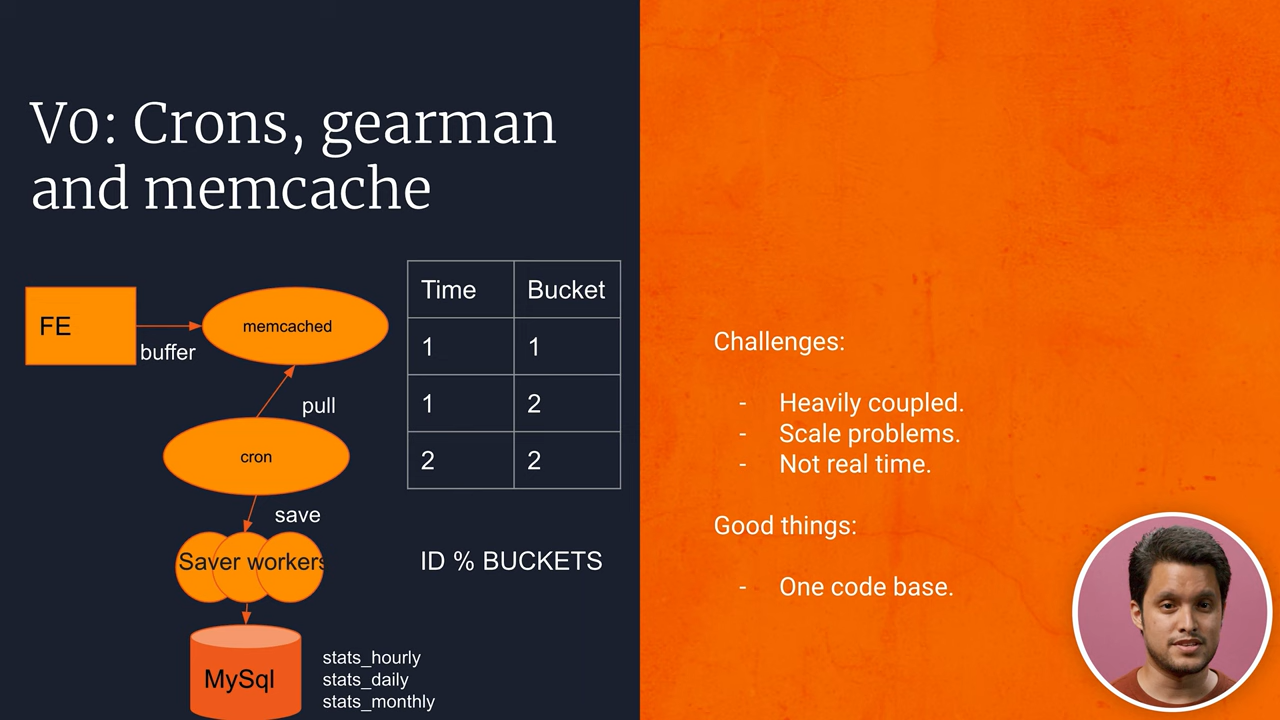 V0: Crons, gearman
and memcache
FE
buffer
memcached
pull
cron
save
Saver workers
MySql
stats_hourly
stats_daily
stats_monthly
Time Bucket
1 1
1 2
2 2
ID % BUCKETS
Challenges:
- Heavily coupled.
- Scale problems.
- Not real time.
Good things:
- One code base.